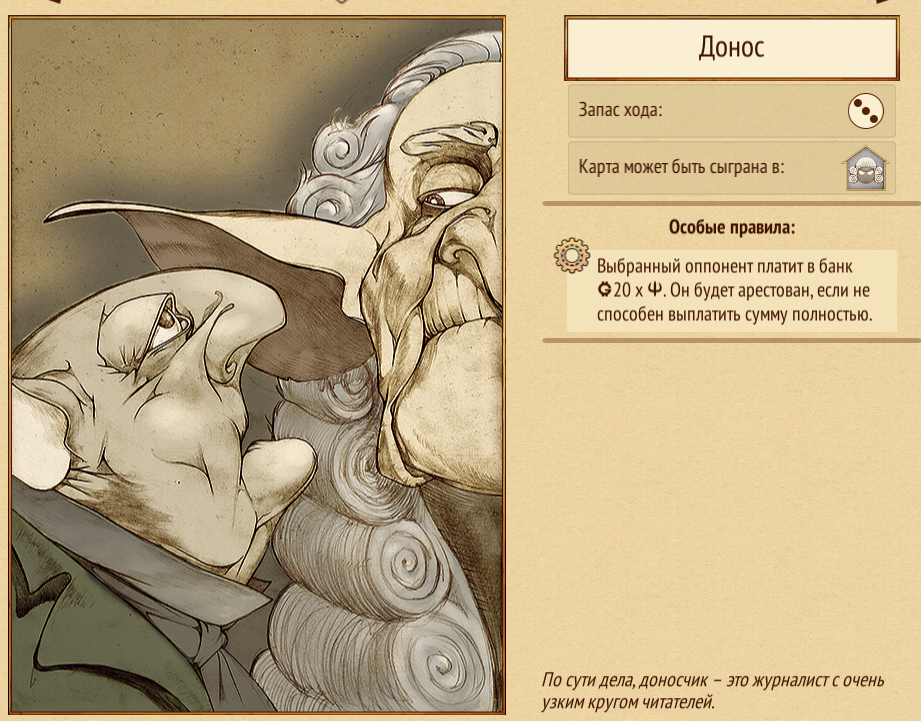 Донос
Запас хода:
Карта может быть сыграна в:
Особые правила:
Выбранный оппонент платит в банк
20 x Ψ. Он будет арестован, если не
способен выплатить сумму полностью.
По сути дела, доносчик – это журналист с очень
узким кругом читателей.